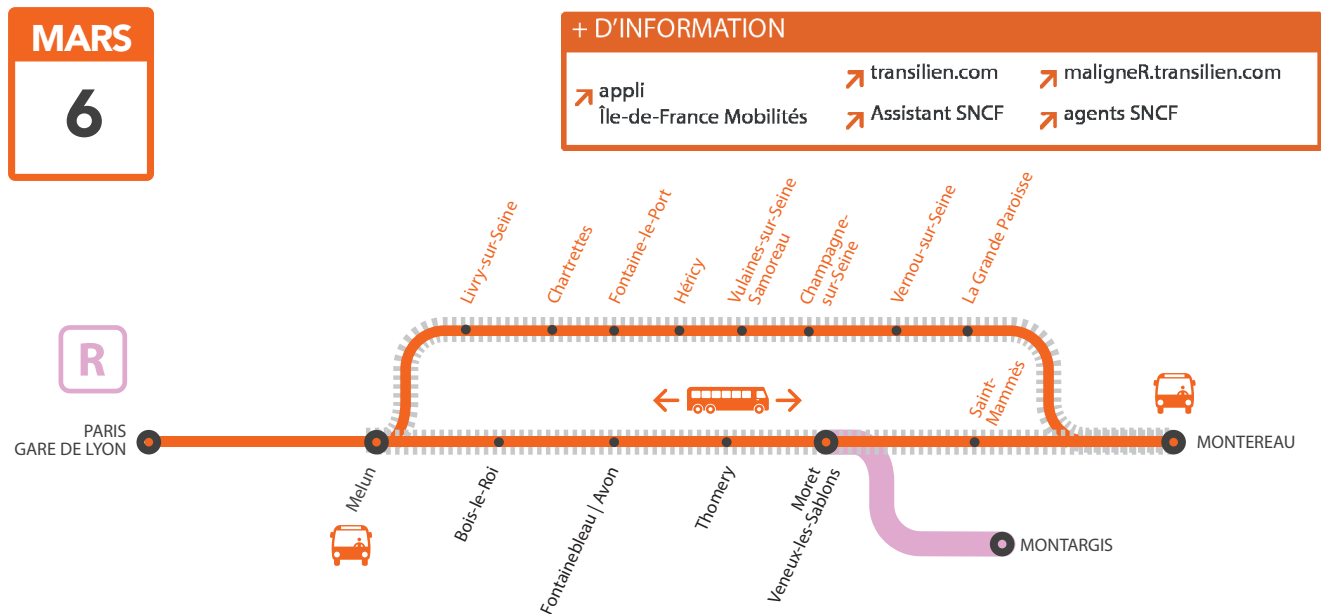 MARS
6
+ D'INFORMATION
appli
Île-de-France Mobilités
transilien.com
Assistant SNCF
maligneR.transilien.com
agents SNCF
Livry-sur-Seine
Chartrettes
Fontaine-le-Port
Héricy
Vulaines-sur-Seine
Samoreau
Champagne-
sur-Seine
Vernou-sur-Seine
La Grande Paroisse
R
PARIS
GARE DE LYON
Melun
Bois-le-Roi
Fontainebleau | Avon
Thomery
Moret
Veneux-les-Sablons
Saint-
Mammès
MONTEREAU
MONTARGIS